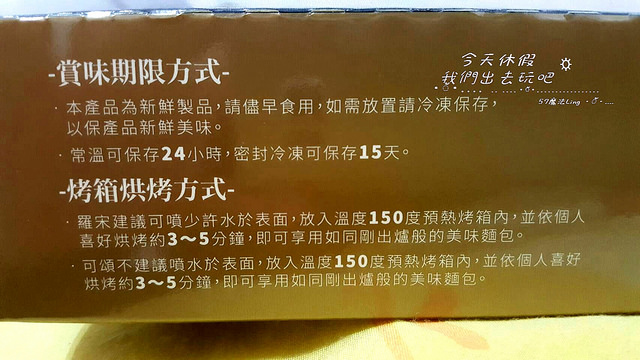 -賞味期限方式-
今天休假
我們出去玩吧
57魔法Ling
· 本產品為新鮮製品，請儘早食用，如需放置請冷凍保存，
以保產品新鮮美味。
· 常溫可保存24小時，密封冷凍可保存15天。
-烤箱烘烤方式-
· 羅宋建議可噴少許水於表面，放入溫度150度預熱烤箱內，並依個人
喜好烘烤約3～5分鐘，即可享用如同剛出爐般的美味麵包。
· 可頌不建議噴水於表面，放入溫度150度預熱烤箱內，並依個人喜好
烘烤約3～5分鐘，即可享用如同剛出爐般的美味麵包。